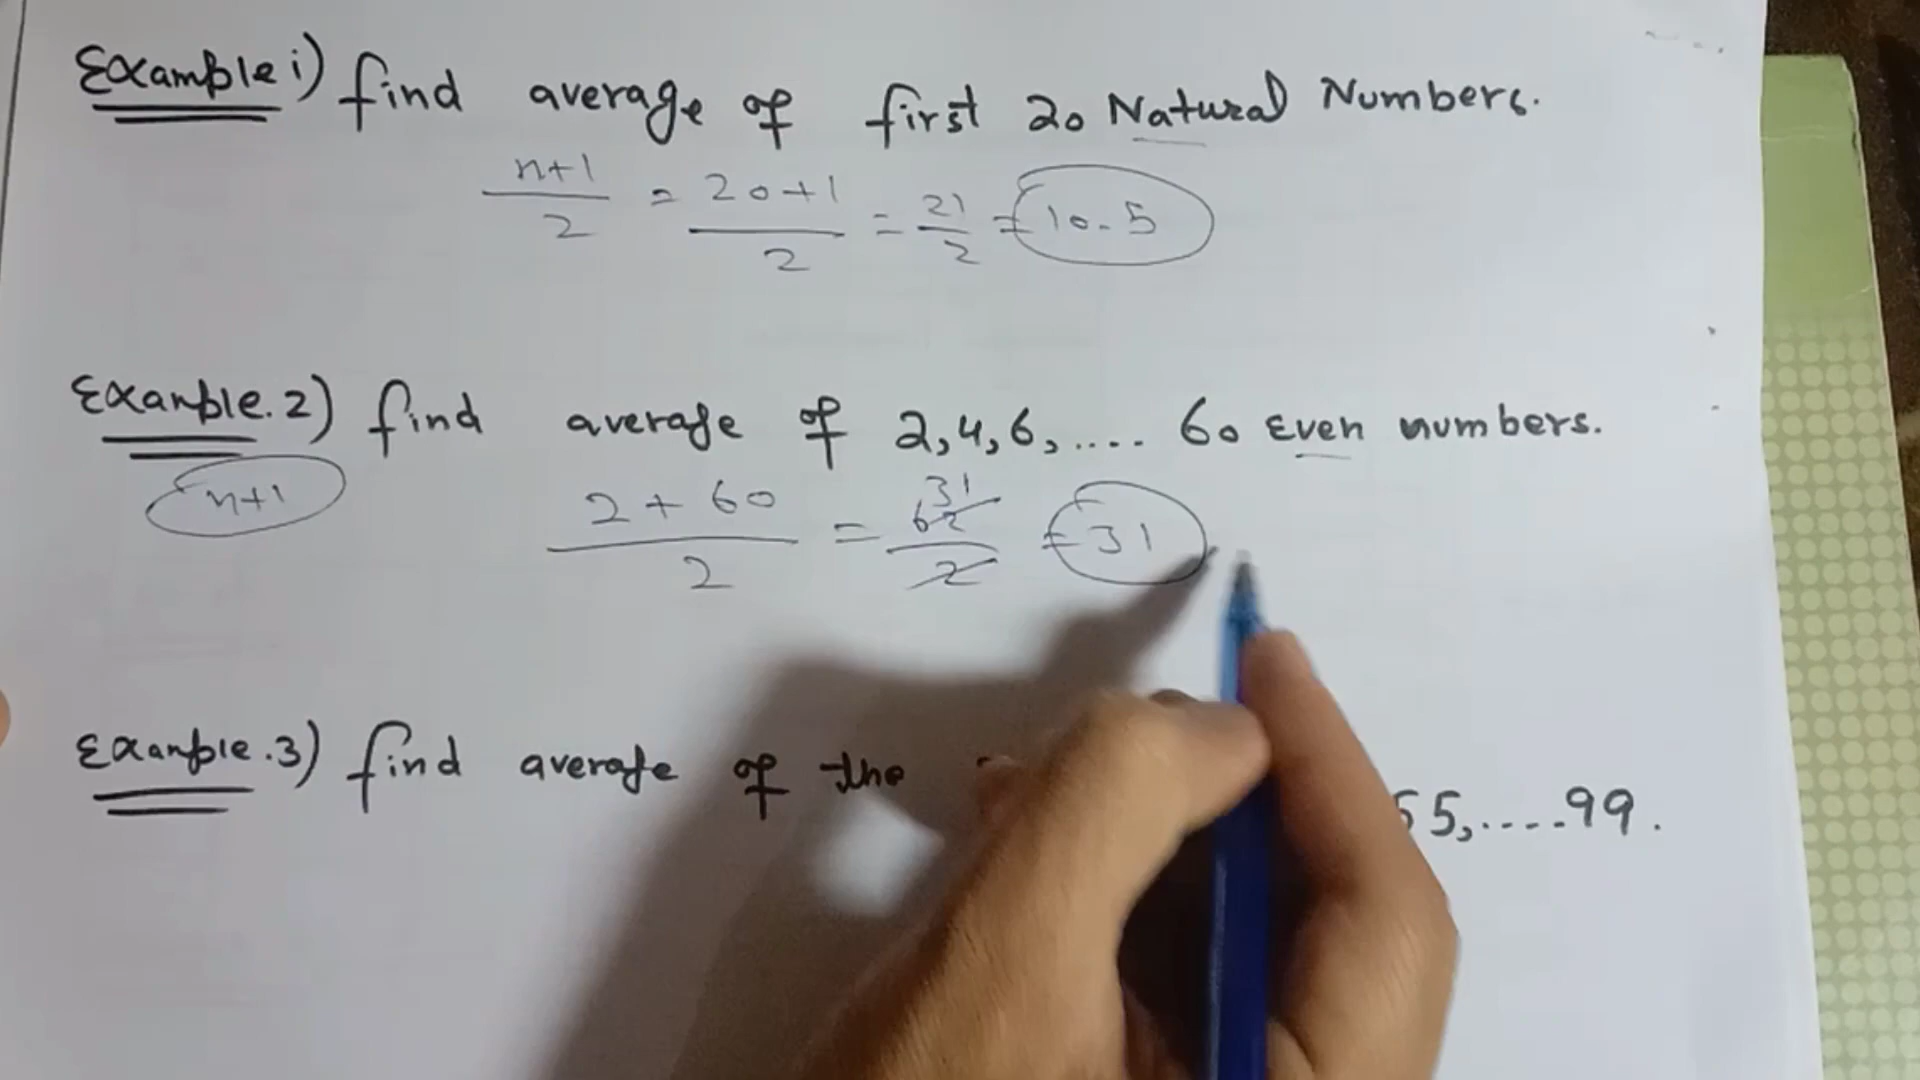 Example 1) find average of first 20 Natural Numbers.
n+1/2 = 20+1/2 = 21/2 = 10.5
Example.2) find average of 2,4,6,.... 60 Even numbers.
n+1
2+60/2 = 62/2 31 = 31
Example.3) find average of the 55,....99.